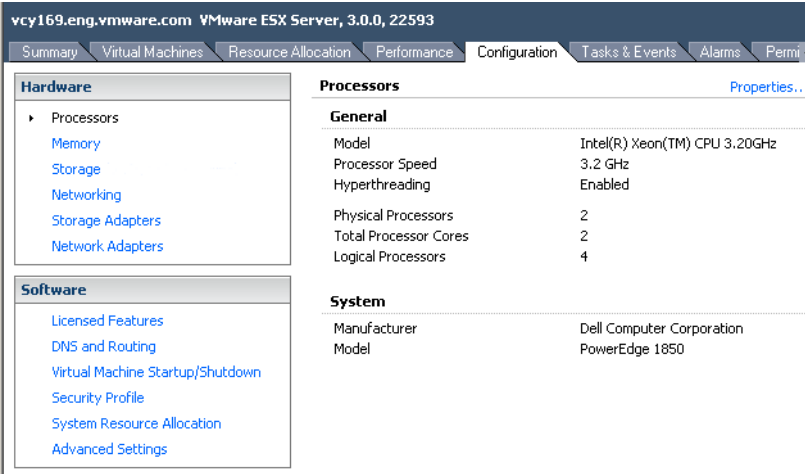 vcy169.eng.vmware.com VMware ESX Server, 3.0.0, 22593
Summary Virtual Machines Resource Allocation Performance Configuration Tasks & Events Alarms Permi
Hardware
Processors
Memory
Storage
Networking
Storage Adapters
Network Adapters
Software
Licensed Features
DNS and Routing
Virtual Machine Startup/Shutdown
Security Profile
System Resource Allocation
Advanced Settings
Processors Properties..
General
Model Intel(R) Xeon(TM) CPU 3.20GHz
Processor Speed 3.2 GHz
Hyperthreading Enabled
Physical Processors 2
Total Processor Cores 2
Logical Processors 4
System
Manufacturer Dell Computer Corporation
Model PowerEdge 1850